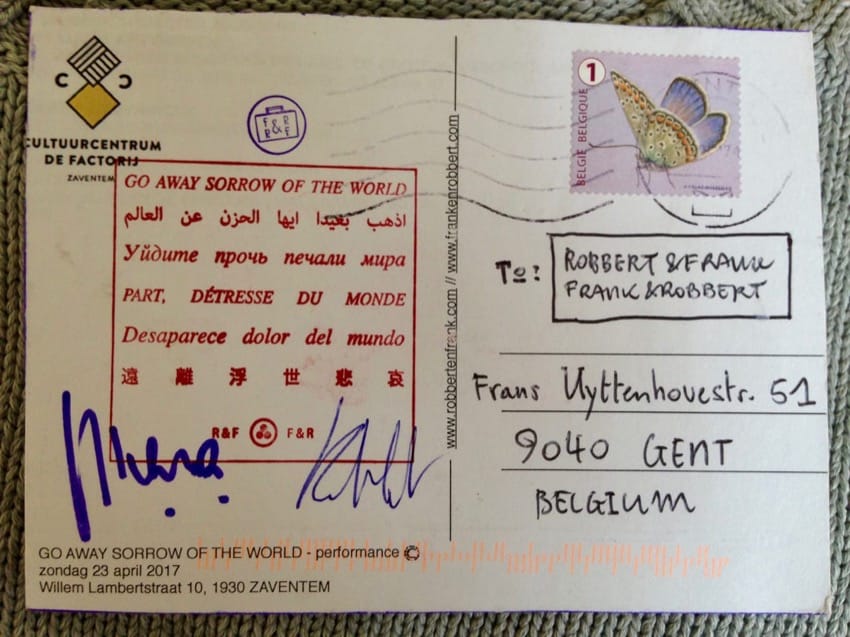 C C
CULTUURCENTRUM
DE FACTORIJ
ZAVENTEM
F & R
R & F
GO AWAY SORROW OF THE WORLD
اذهب بعيدا ايها الحزن عن العالم
Уйдите прочь печали мира
PART, DÉTRESSE DU MONDE
Desaparece dolor del mundo
遠 離 浮 世 悲 哀
R&F F&R
GO AWAY SORROW OF THE WORLD - performance
zondag 23 april 2017
Willem Lambertstraat 10, 1930 ZAVENTEM
www.robbertenfrank.com // www.frankenrobbert.com
1
BELGIË BELGIQUE
To:
ROBBERT & FRANK
FRANK & ROBBERT
Frans Uyttenhovestr. 51
9040 GENT
BELGIUM